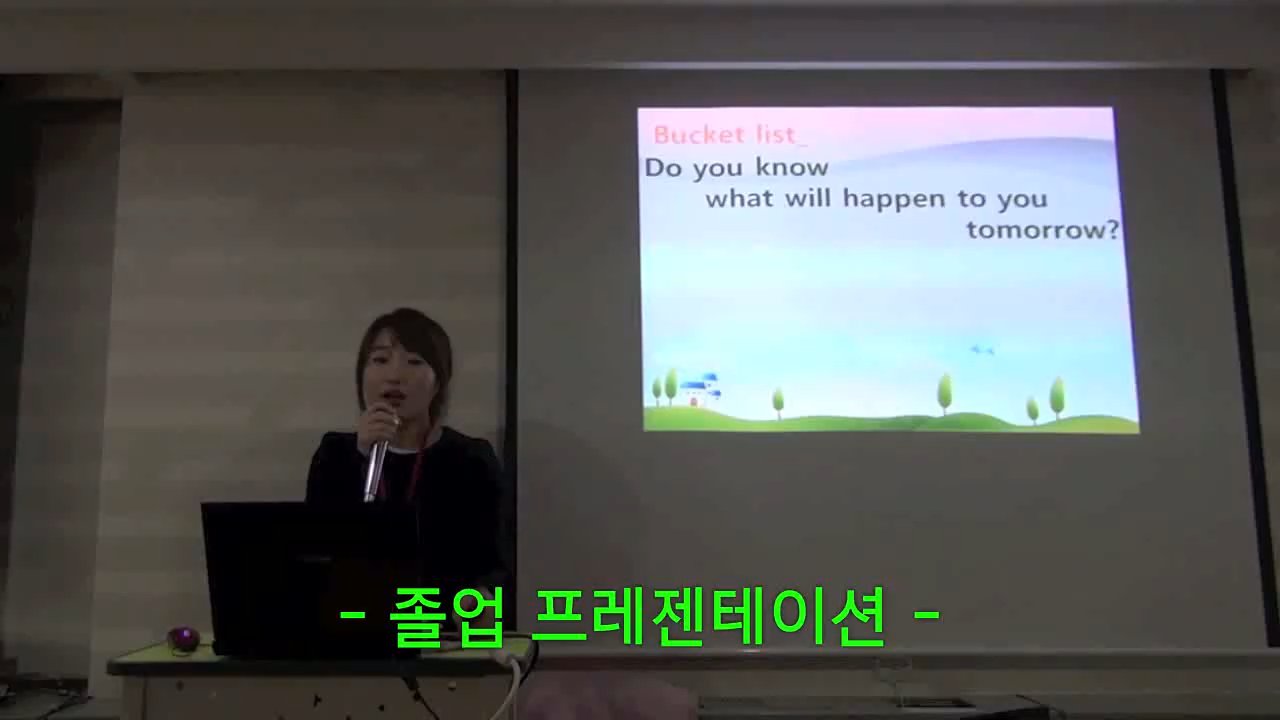 Bucket list_
Do you know
what will happen to you
tomorrow?
- 졸업 프레젠테이션 -